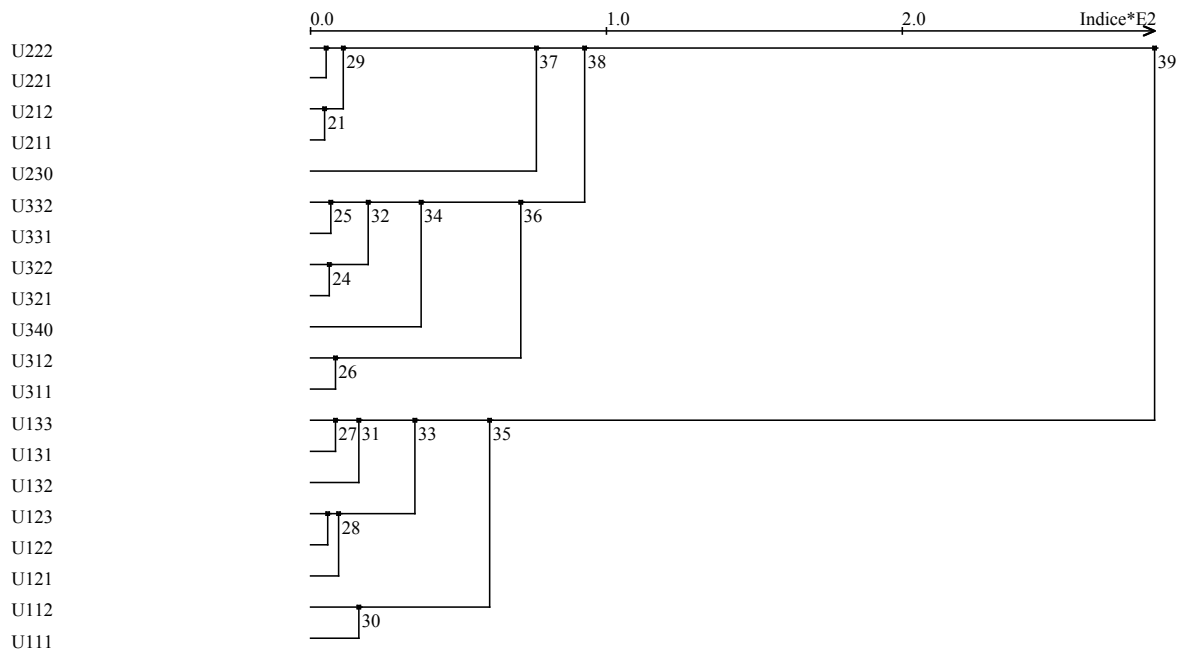 0.0 1.0 2.0 Indice*E2
U222
29 37 38 39
U221
U212
21
U211
U230
U332
25 32 34 36
U331
U322
24
U321
U340
U312
26
U311
U133
27 31 33 35
U131
U132
U123
28
U122
U121
U112
30
U111